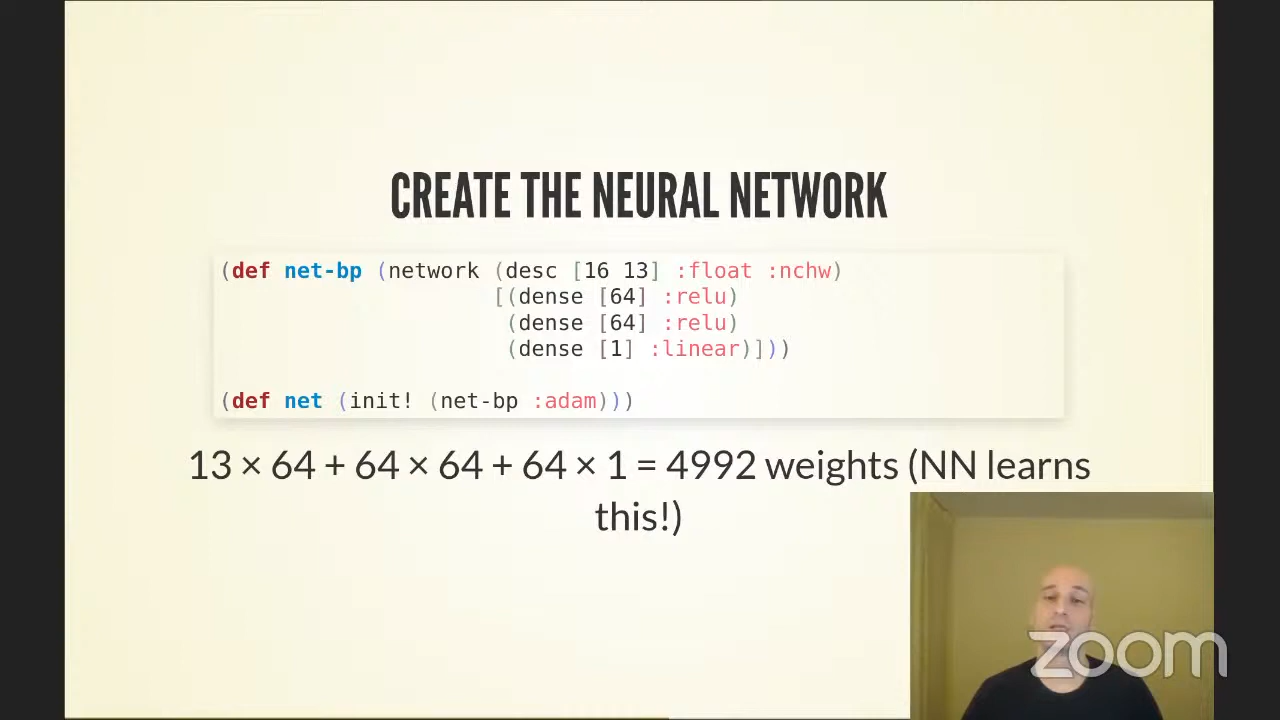 CREATE THE NEURAL NETWORK
(def net-bp (network (desc [16 13] :float :nchw)
[(dense [64] :relu)
(dense [64] :relu)
(dense [1] :linear)]))
(def net (init! (net-bp :adam)))
13 × 64 + 64 × 64 + 64 × 1 = 4992 weights (NN learns
this!)
zoom